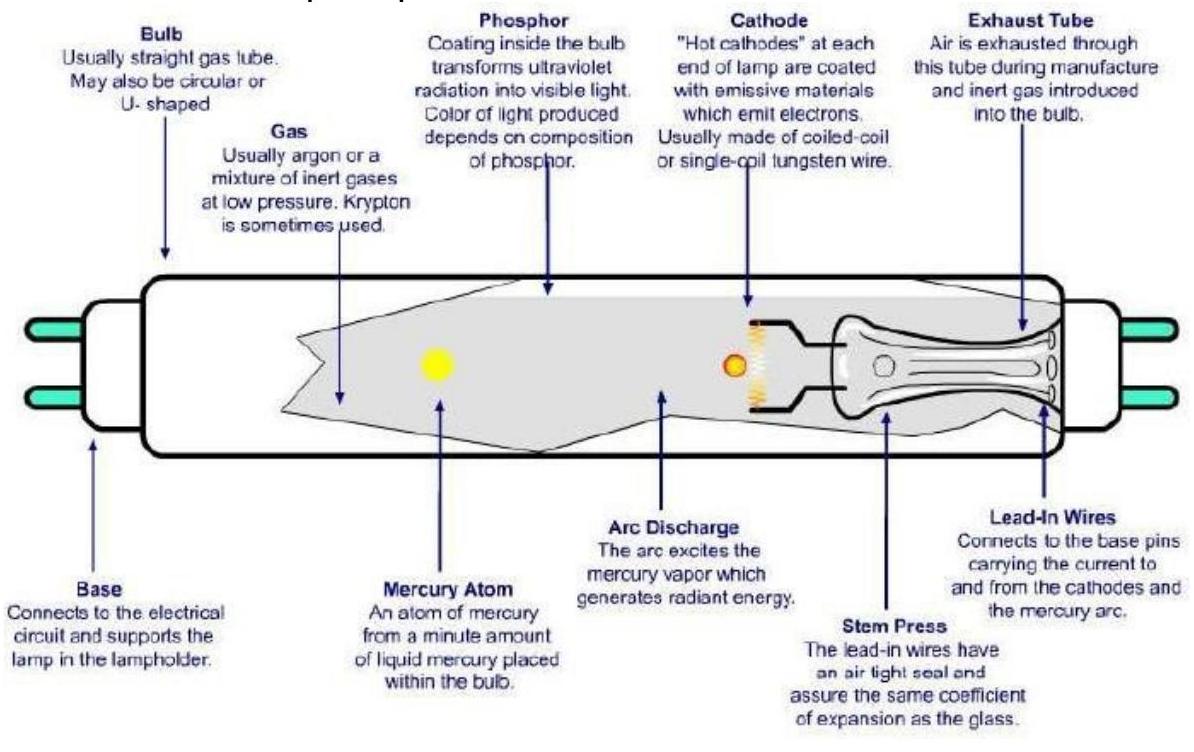 Bulb
Usually straight gas tube.
May also be circular or
U- shaped
Gas
Usually argon or a
mixture of inert gases
at low pressure. Krypton
is sometimes used.
Phosphor
Coating inside the bulb
transforms ultraviolet
radiation into visible light.
Color of light produced
depends on composition
of phosphor.
Cathode
"Hot cathodes" at each
end of lamp are coated
with emissive materials
which emit electrons.
Usually made of coiled-coil
or single-coil tungsten wire.
Exhaust Tube
Air is exhausted through
this tube during manufacture
and inert gas introduced
into the bulb.
Base
Connects to the electrical
circuit and supports the
lamp in the lampholder.
Mercury Atom
An atom of mercury
from a minute amount
of liquid mercury placed
within the bulb.
Arc Discharge
The arc excites the
mercury vapor which
generates radiant energy.
Stem Press
The lead-in wires have
an air light seal and
assure the same coefficient
of expansion as the glass.
Lead-In Wires
Connects to the base pins
carrying the current to
and from the cathodes and
the mercury arc.